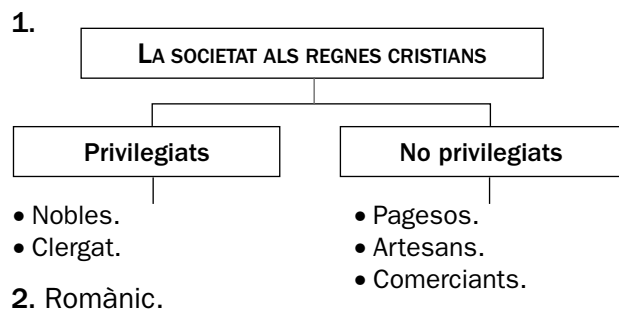 1.
LA SOCIETAT ALS REGNES CRISTIANS
Privilegiats
No privilegiats
• Nobles.
• Clergat.
• Pagesos.
• Artesans.
• Comerciants.
2. Romànic.